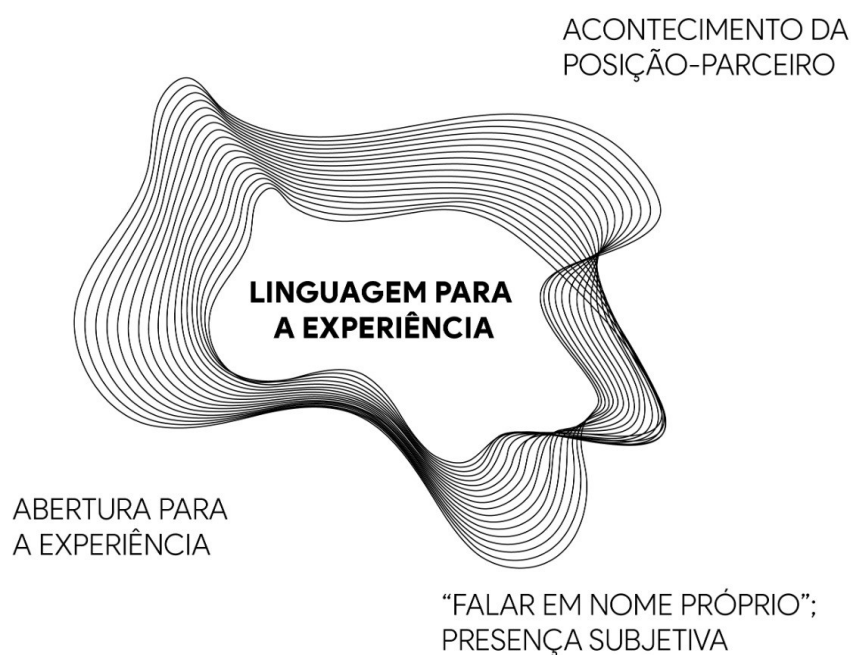 ACONTECIMENTO DA
POSIÇÃO-PARCEIRO
LINGUAGEM PARA
A EXPERIÊNCIA
ABERTURA PARA
A EXPERIÊNCIA
“FALAR EM NOME PRÓPRIO”;
PRESENÇA SUBJETIVA